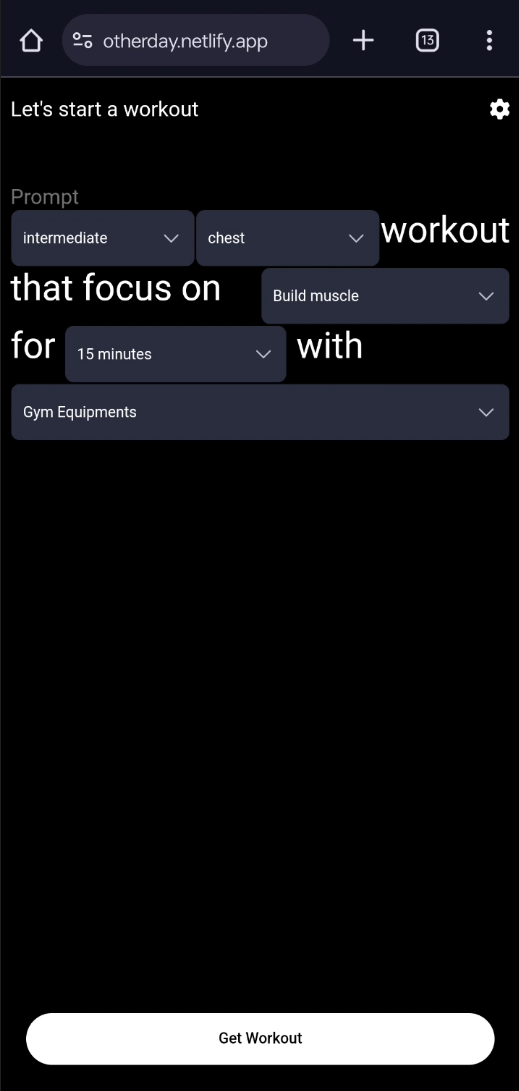 otherday.netlify.app
13
Let's start a workout
Prompt
intermediate chest workout
that focus on Build muscle
for 15 minutes with
Gym Equipments
Get Workout